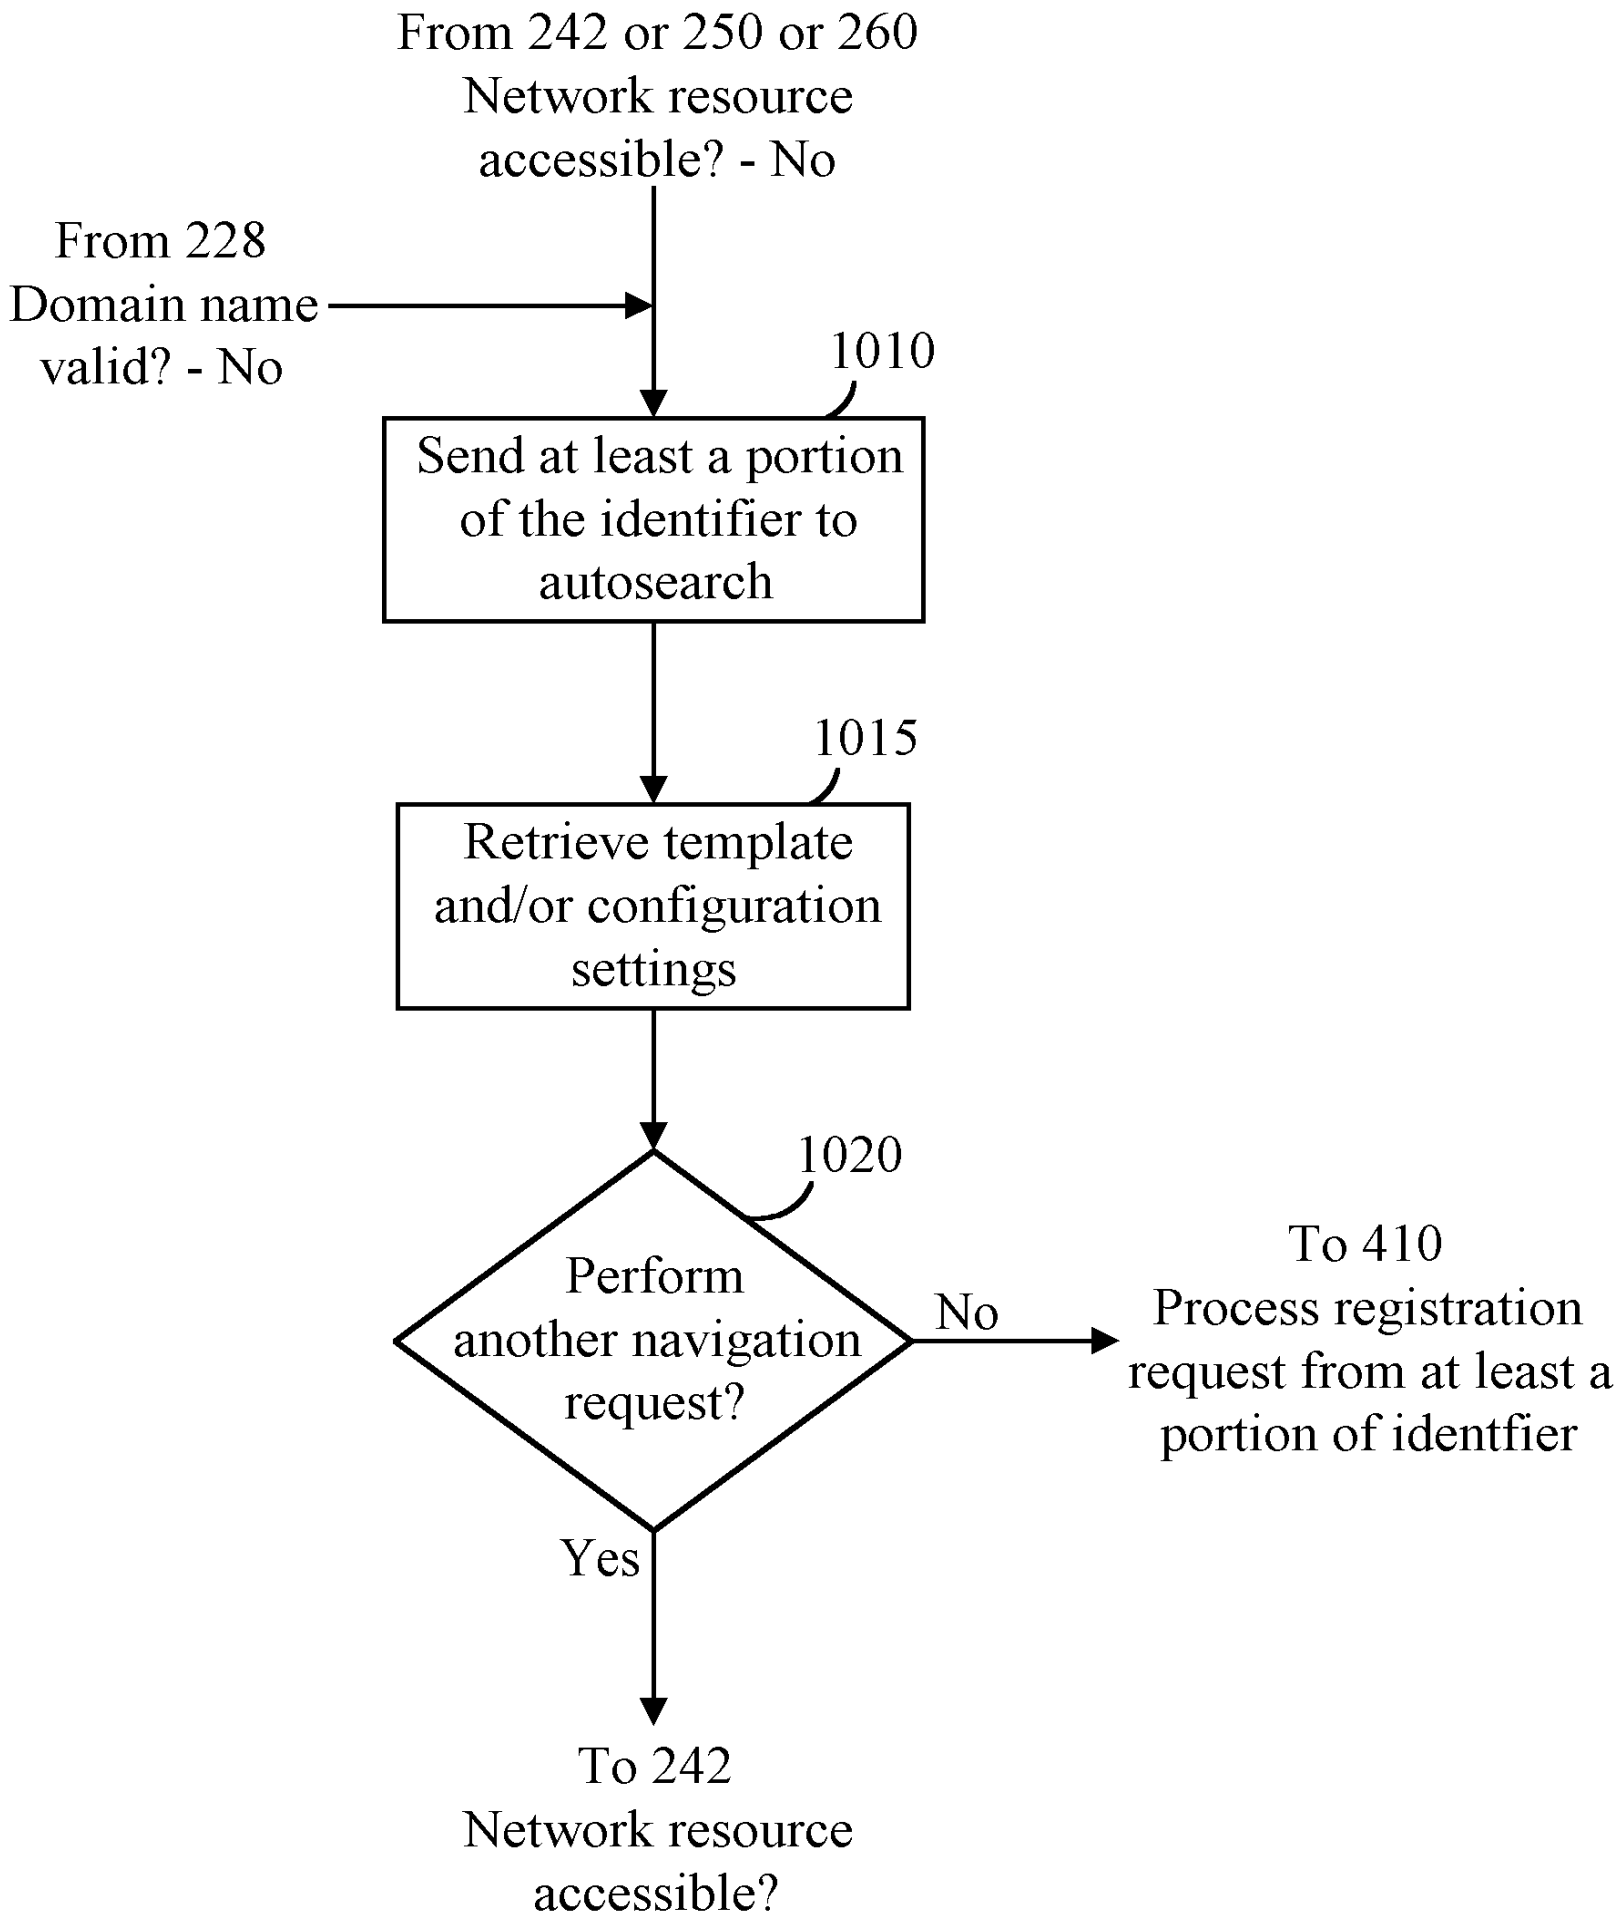 From 242 or 250 or 260
Network resource
accessible? - No
From 228
Domain name
valid? - No
1010
Send at least a portion
of the identifier to
autosearch
1015
Retrieve template
and/or configuration
settings
1020
Perform
another navigation
request?
No
To 410
Process registration
request from at least a
portion of identfier
Yes
To 242
Network resource
accessible?